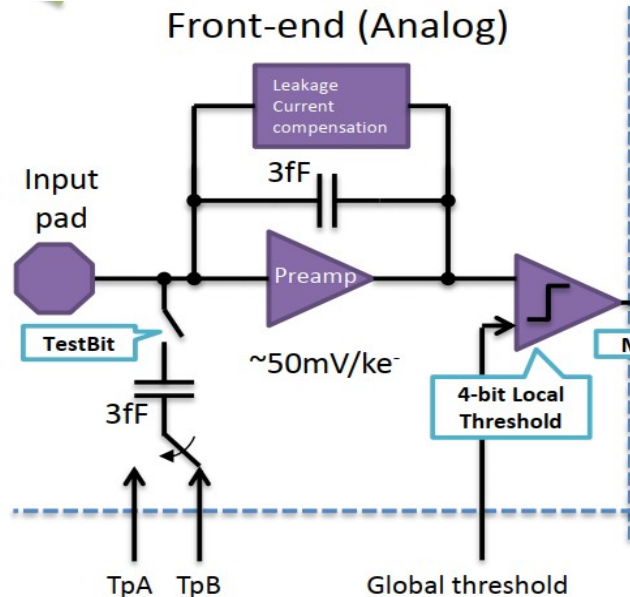 Front-end (Analog)
Leakage
Current
compensation
3fF
Input
pad
Preamp
TestBit
~50mV/ke⁻
N
3fF
4-bit Local
Threshold
TpA
TpB
Global threshold